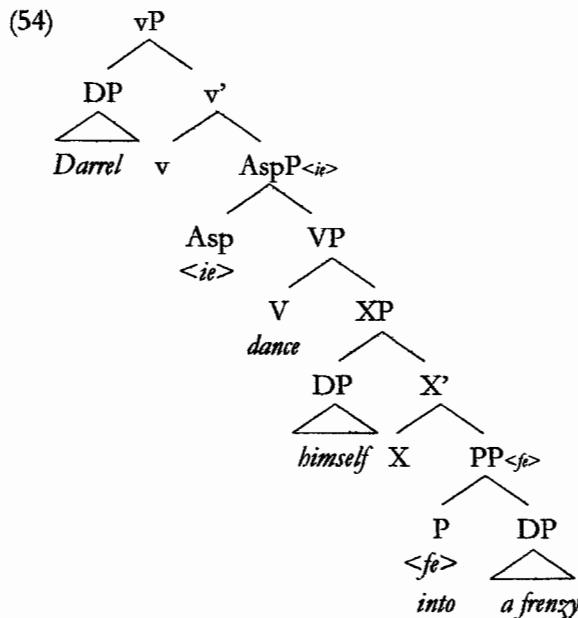 (54) vP
DP v'
Darrel v AspP<ie>
Asp VP
<ie>
V XP
dance
DP X'
himself X PP<fe>
P DP
<fe>
into a frenzy